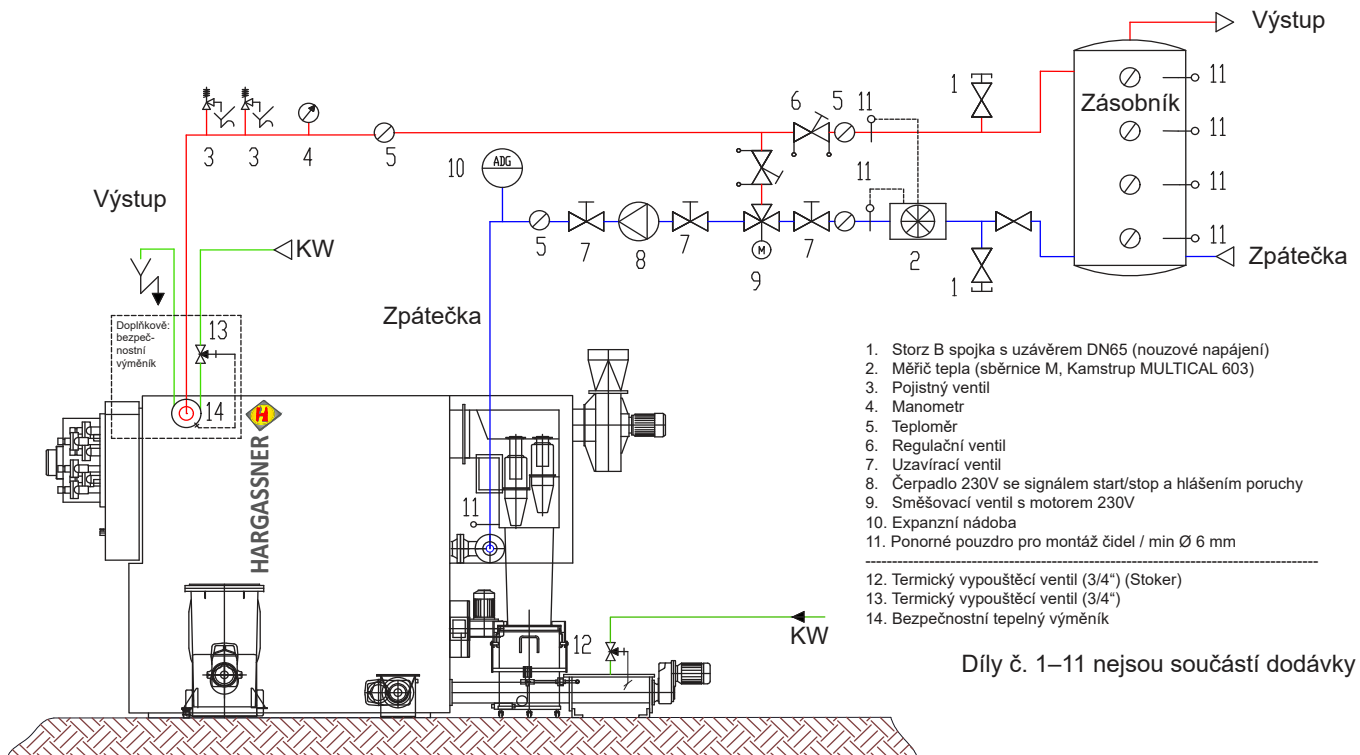 Výstup
11
Zásobník
11
11
11
Zpátečka
1
6
5
11
3
3
4
5
10
ADG
11
Výstup
5
7
8
7
M
9
7
2
1
KW
Zpátečka
Doplňkově:
bezpeč-
nostní
výměník
13
14
H
HARGASSNER
11
12
KW
1. Storz B spojka s uzávěrem DN65 (nouzové napájení)
2. Měřič tepla (sběrnice M, Kamstrup MULTICAL 603)
3. Pojistný ventil
4. Manometr
5. Teploměr
6. Regulační ventil
7. Uzavírací ventil
8. Čerpadlo 230V se signálem start/stop a hlášením poruchy
9. Směšovací ventil s motorem 230V
10. Expanzní nádoba
11. Ponorné pouzdro pro montáž čidel / min Ø 6 mm
12. Termický vypouštěcí ventil (3/4“) (Stoker)
13. Termický vypouštěcí ventil (3/4“)
14. Bezpečnostní tepelný výměník
Díly č. 1–11 nejsou součástí dodávky